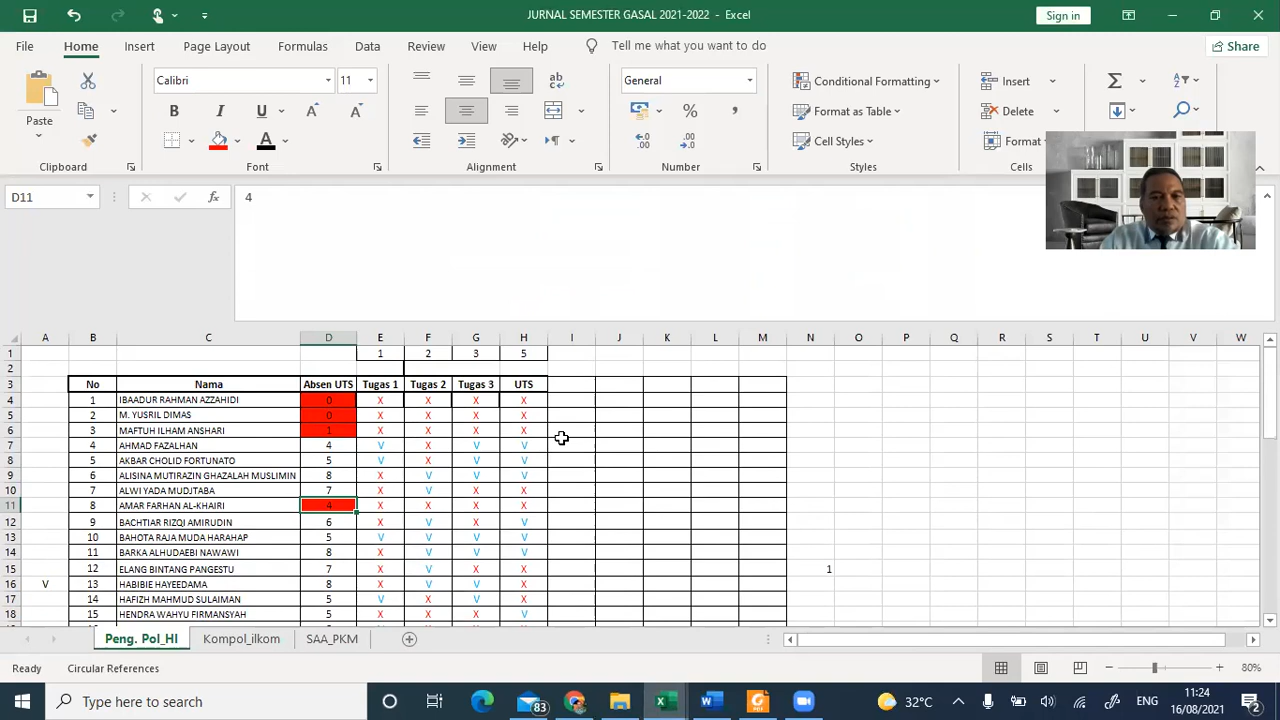 JURNAL SEMESTER GASAL 2021-2022 - Excel
Sign in
File Home Insert Page Layout Formulas Data Review View Help Tell me what you want to do Share
Paste
Calibri 11
B I U A A
A
ab
General
% ,
Conditional Formatting
Format as Table
Cell Styles
Insert
Delete
Format
Clipboard Font Alignment Number Styles Cells
D11 fx 4
A B C D E F G H I J K L M N O P Q R S T U V W
1 1 2 3 5
2
3 No Nama Absen UTS Tugas 1 Tugas 2 Tugas 3 UTS
4 1 IBAADUR RAHMAN AZZAHIDI 0 X X X X
5 2 M. YUSRIL DIMAS 0 X X X X
6 3 MAFTUH ILHAM ANSHARI 1 X X X X
7 4 AHMAD FAZALHAN 4 V X V V
8 5 AKBAR CHOLID FORTUNATO 5 V X V V
9 6 ALISINA MUTIRAZIN GHAZALAH MUSLIMIN 8 X V V V
10 7 ALWI YADA MUDJTABA 7 X V X X
11 8 AMAR FARHAN AL-KHAIRI 4 X X X X
12 9 BACHTIAR RIZQI AMIRUDIN 6 X V X V
13 10 BAHOTA RAJA MUDA HARAHAP 5 V V V V
14 11 BARKA ALHUDAEBI NAWAWI 8 X V V V
15 12 ELANG BINTANG PANGESTU 7 X V X X 1
16 V 13 HABIBIE HAYEEDAMA 8 X V V X
17 14 HAFIZH MAHMUD SULAIMAN 5 V X V X
18 15 HENDRA WAHYU FIRMANSYAH 5 X X X V
Peng. Pol_HI Kompol_ilkom SAA_PKM
Ready Circular References 80%
Type here to search
83
32°C ENG 11:24
16/08/2021
2